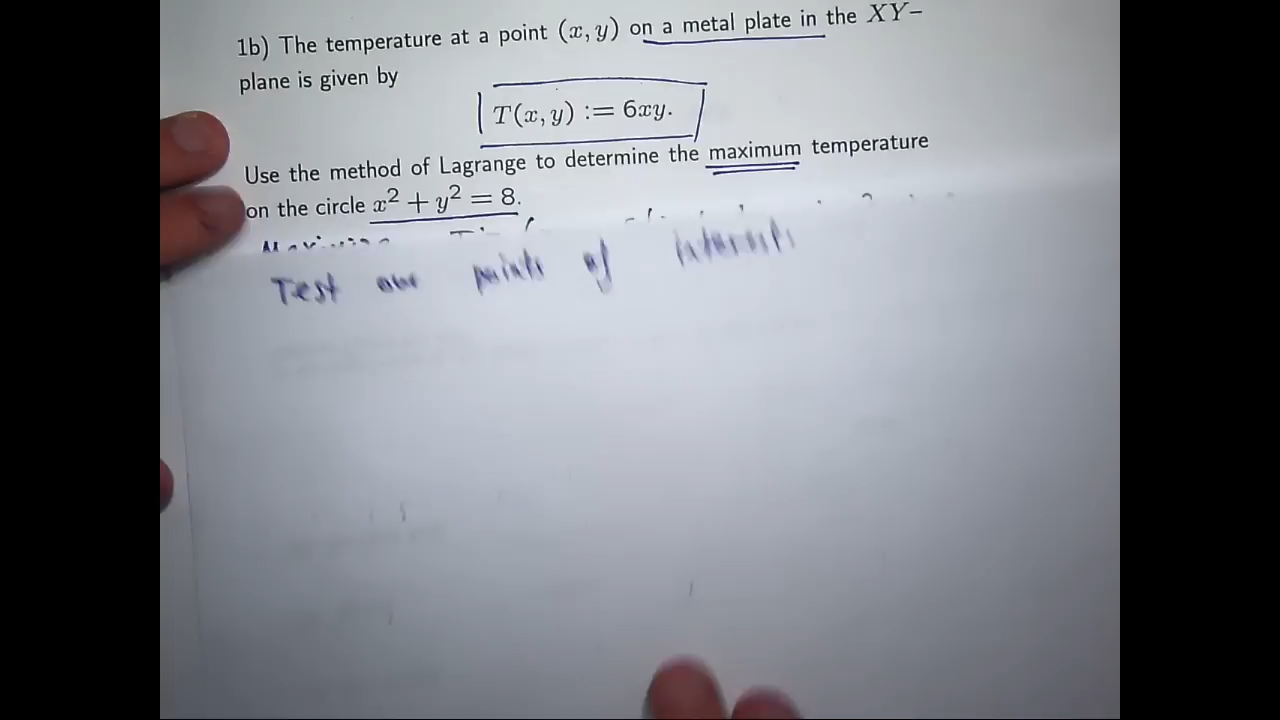 1b) The temperature at a point (x, y) on a metal plate in the XY–
plane is given by
T(x, y) := 6xy.
Use the method of Lagrange to determine the maximum temperature
on the circle x² + y² = 8.
Test our points of interest